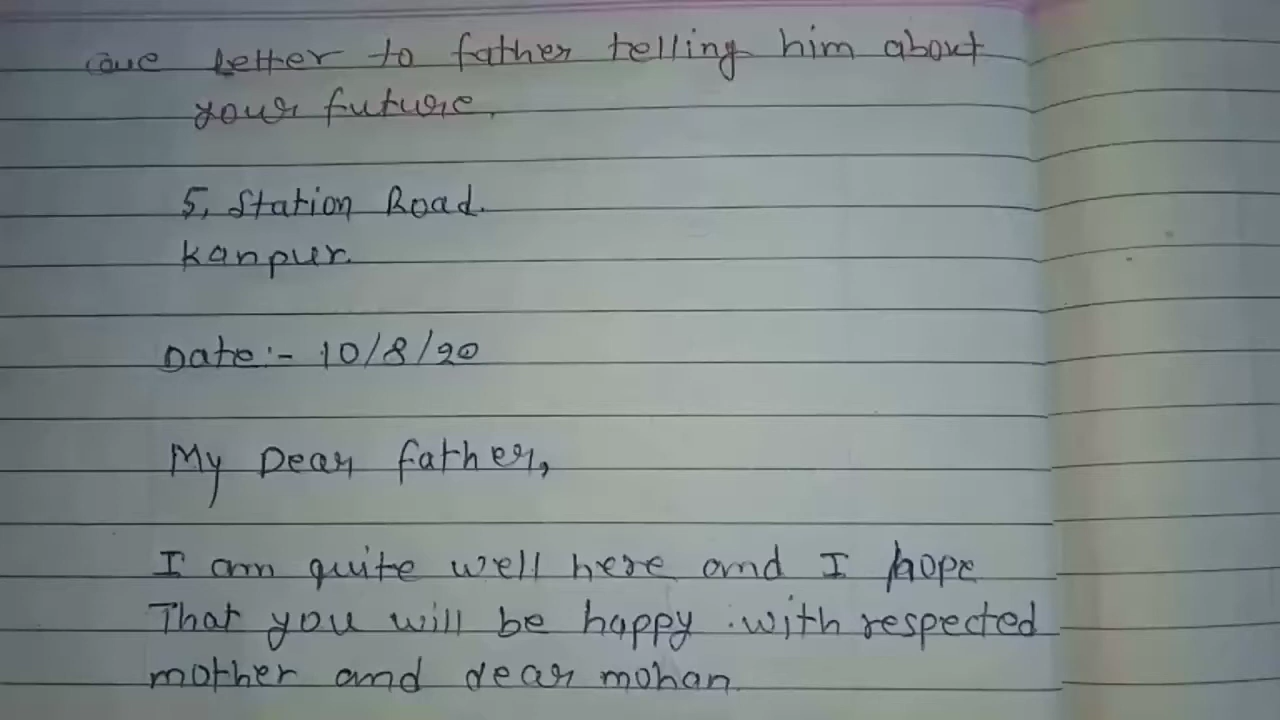 letter to father telling him about
your future.
5, Station Road.
Kanpur.
Date:- 10/8/20
My Dear father,
I am quite well here and I hope
That you will be happy with respected
mother and dear mohan